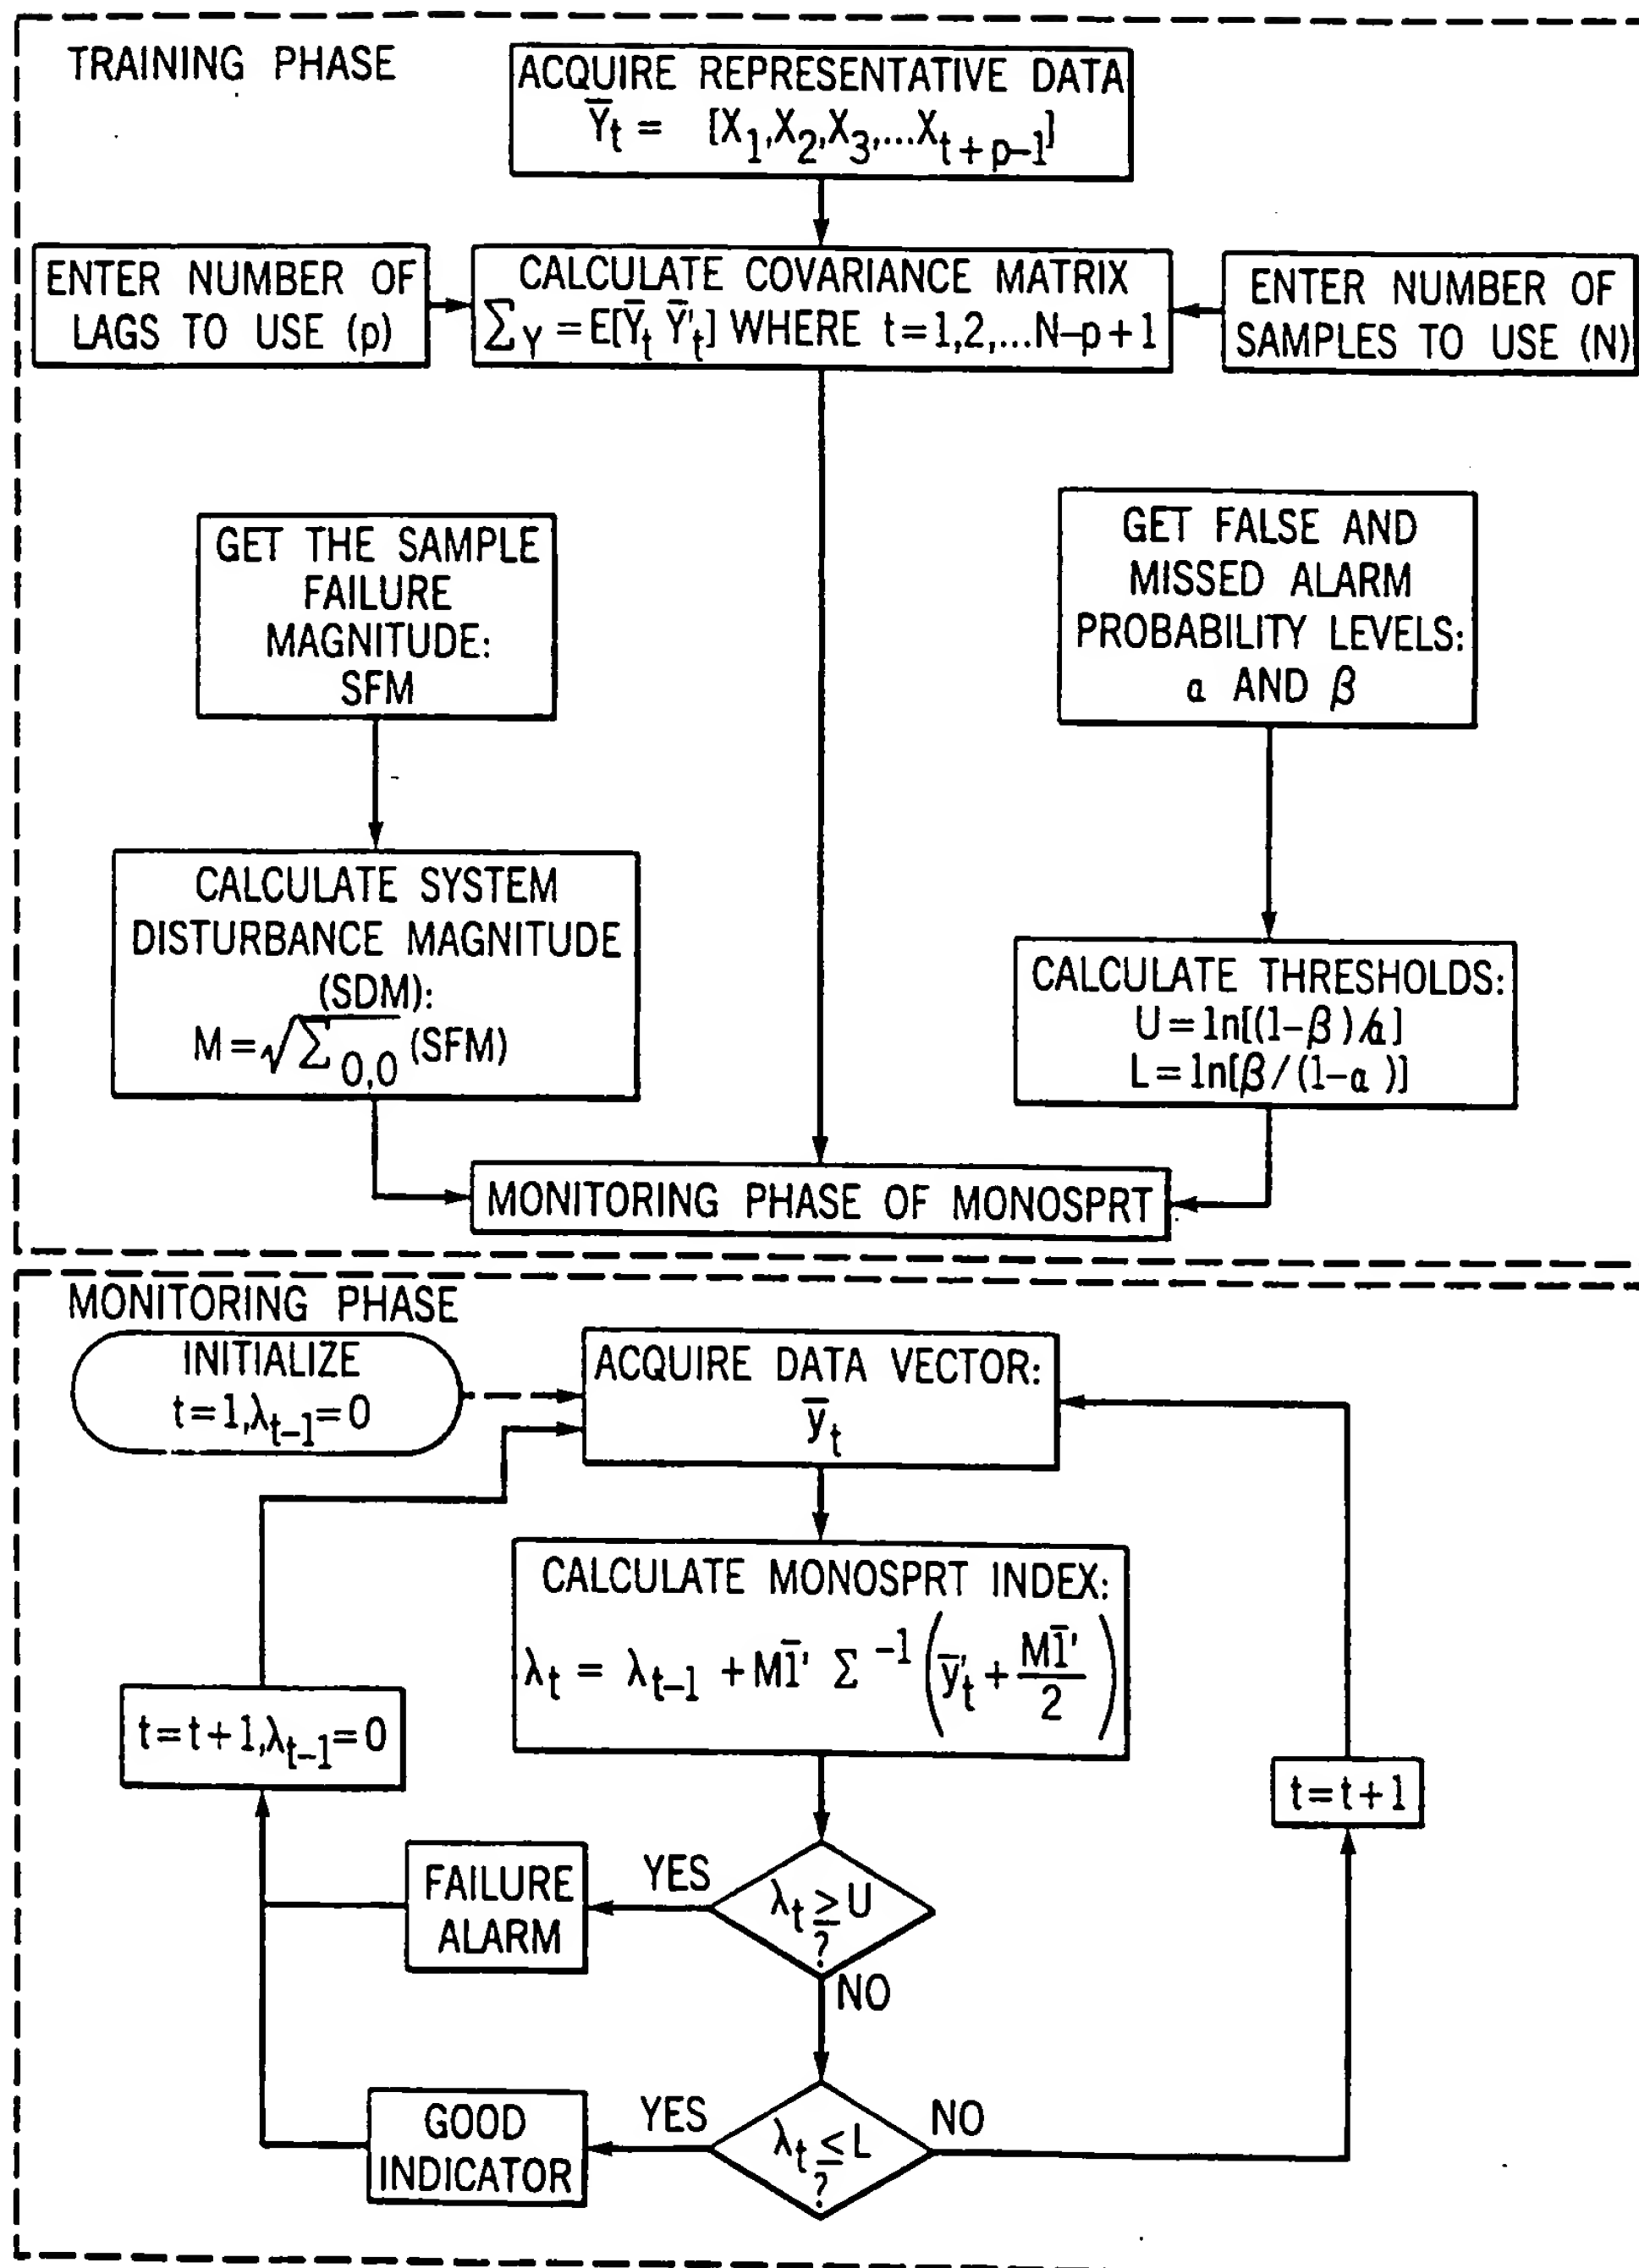 TRAINING PHASE
ACQUIRE REPRESENTATIVE DATA
Y̅t = [X1,X2,X3,...Xt+p-1]
ENTER NUMBER OF
LAGS TO USE (p)
CALCULATE COVARIANCE MATRIX
ΣY = E[Y̅t Y̅'t] WHERE t=1,2,...N-p+1
ENTER NUMBER OF
SAMPLES TO USE (N)
GET THE SAMPLE
FAILURE
MAGNITUDE:
SFM
GET FALSE AND
MISSED ALARM
PROBABILITY LEVELS:
α AND β
CALCULATE SYSTEM
DISTURBANCE MAGNITUDE
(SDM):
M=√Σ0,0 (SFM)
CALCULATE THRESHOLDS:
U=ln[(1-β)/α]
L=ln[β/(1-α)]
MONITORING PHASE OF MONOSPRT
MONITORING PHASE
INITIALIZE
t=1,λt-1=0
ACQUIRE DATA VECTOR:
y̅t
CALCULATE MONOSPRT INDEX:
λt = λt-1 + M1̅' Σ-1 (y̅'t + M1̅'/2)
t=t+1,λt-1=0
t=t+1
FAILURE
ALARM
YES
λt≥U
?
NO
GOOD
INDICATOR
YES
λt≤L
?
NO